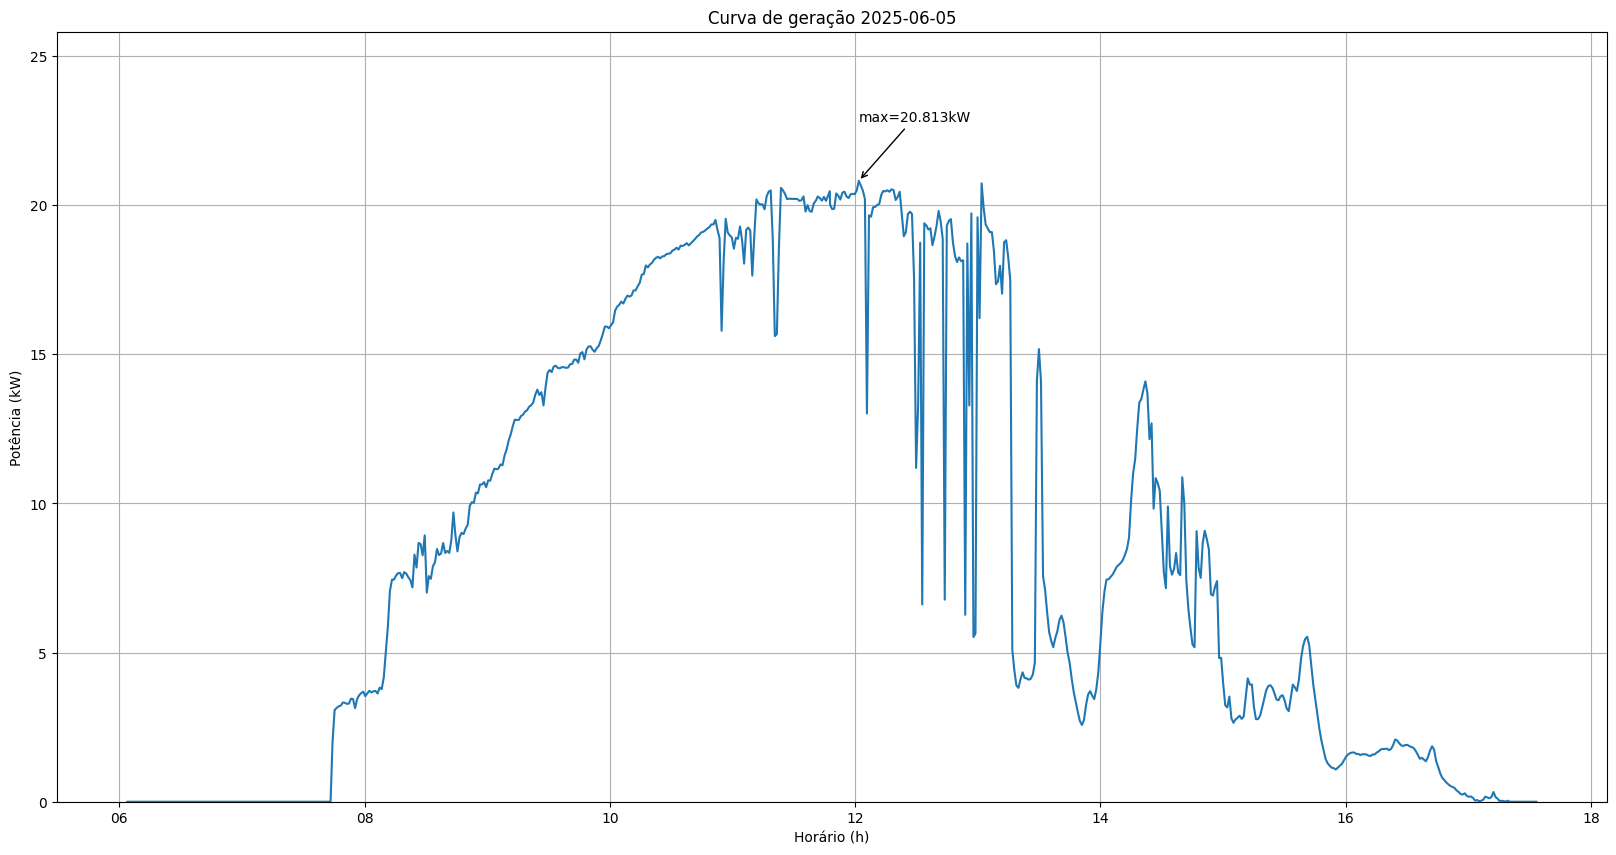 Curva de geração 2025-06-05
25
max=20.813kW
20
15
Potência (kW)
10
5
0
06 08 10 12 14 16 18
Horário (h)